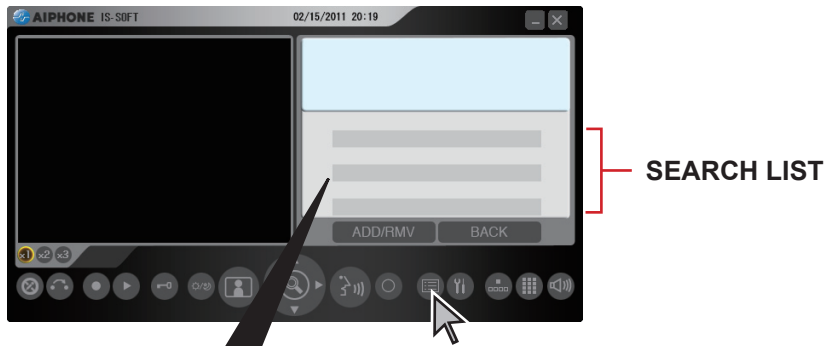 AIPHONE IS-SOFT 02/15/2011 20:19
SEARCH LIST
ADD/RMV BACK
x1 x2 x3